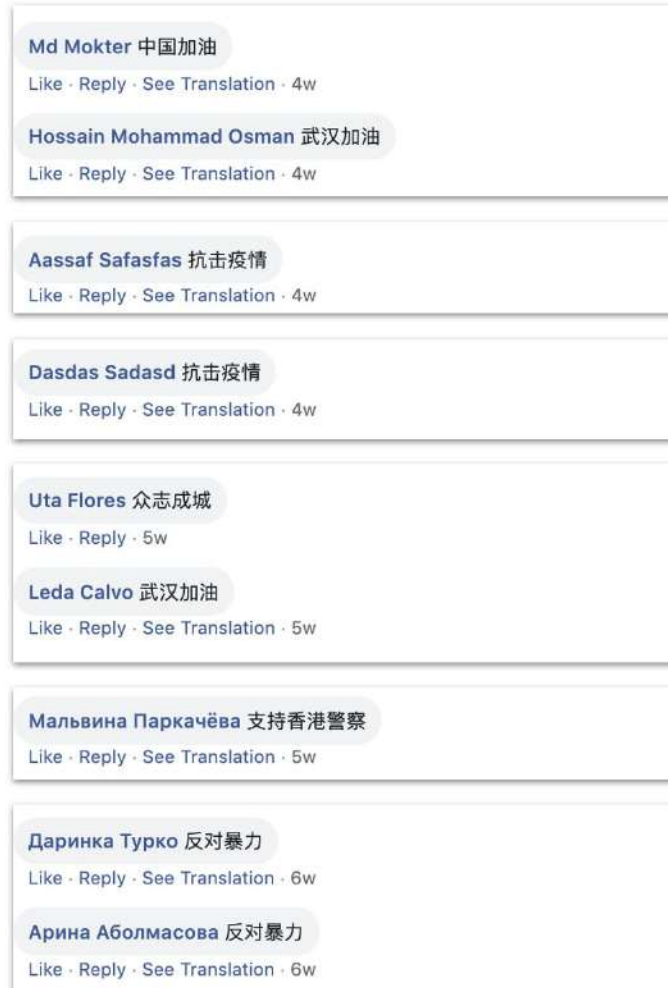 Md Mokter 中国加油
Like · Reply · See Translation · 4w
Hossain Mohammad Osman 武汉加油
Like · Reply · See Translation · 4w
Aassaf Safasfas 抗击疫情
Like · Reply · See Translation · 4w
Dasdas Sadasd 抗击疫情
Like · Reply · See Translation · 4w
Uta Flores 众志成城
Like · Reply · 5w
Leda Calvo 武汉加油
Like · Reply · See Translation · 5w
Мальвина Паркачёва 支持香港警察
Like · Reply · See Translation · 5w
Даринка Турко 反对暴力
Like · Reply · See Translation · 6w
Арина Аболмасова 反对暴力
Like · Reply · See Translation · 6w